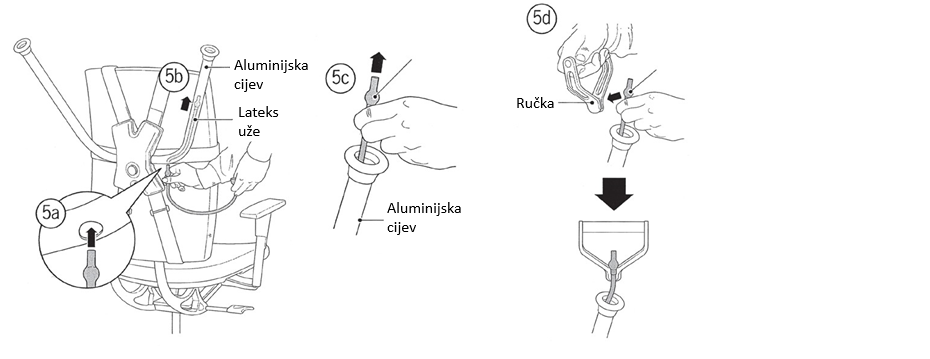 5a
5b
Aluminijska
cijev
Lateks
uže
5c
Aluminijska
cijev
5d
Ručka